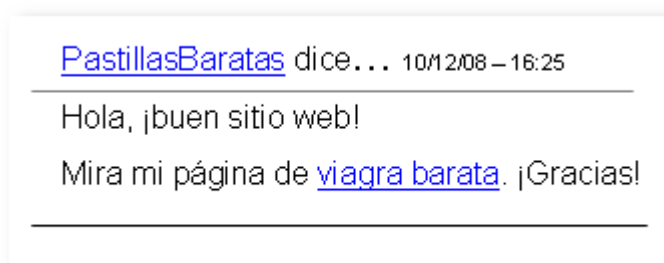 PastillasBaratas dice... 10/12/08 – 16:25
Hola, ¡buen sitio web!
Mira mi página de viagra barata. ¡Gracias!